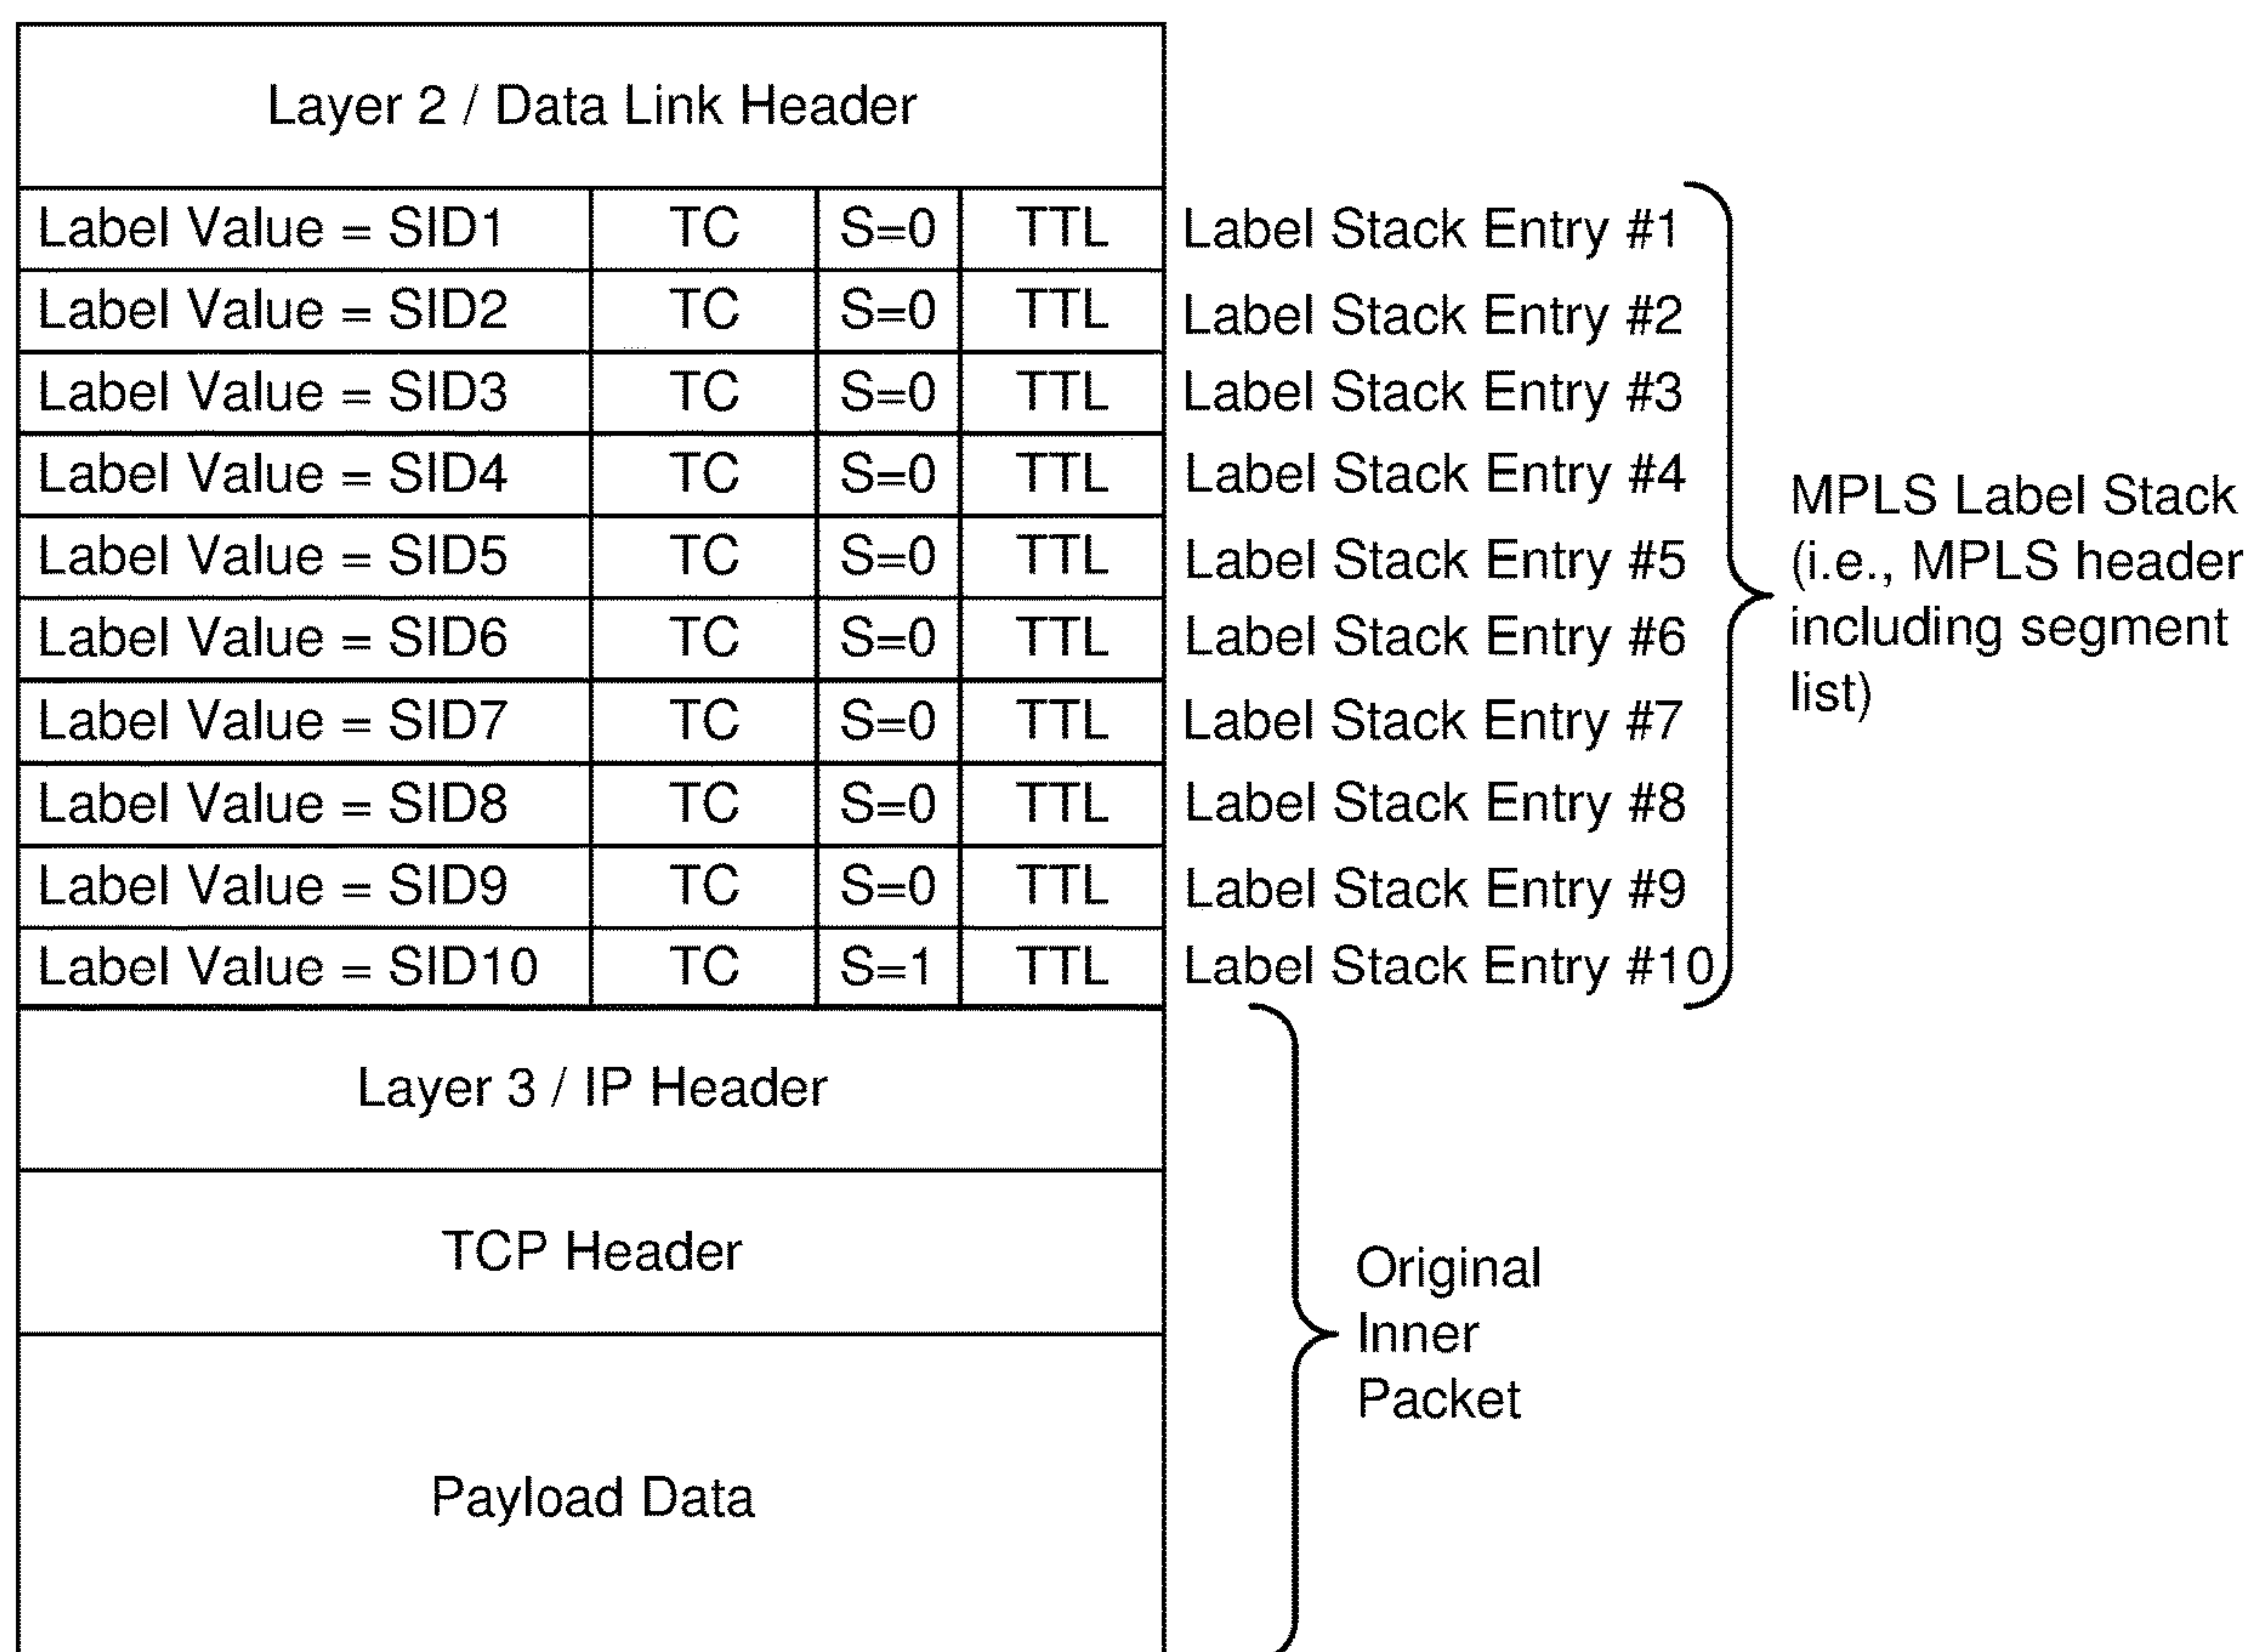 Layer 2 / Data Link Header
Label Value = SID1 TC S=0 TTL Label Stack Entry #1
Label Value = SID2 TC S=0 TTL Label Stack Entry #2
Label Value = SID3 TC S=0 TTL Label Stack Entry #3
Label Value = SID4 TC S=0 TTL Label Stack Entry #4
Label Value = SID5 TC S=0 TTL Label Stack Entry #5
Label Value = SID6 TC S=0 TTL Label Stack Entry #6
Label Value = SID7 TC S=0 TTL Label Stack Entry #7
Label Value = SID8 TC S=0 TTL Label Stack Entry #8
Label Value = SID9 TC S=0 TTL Label Stack Entry #9
Label Value = SID10 TC S=1 TTL Label Stack Entry #10
MPLS Label Stack
(i.e., MPLS header
including segment
list)
Layer 3 / IP Header
TCP Header
Payload Data
Original
Inner
Packet